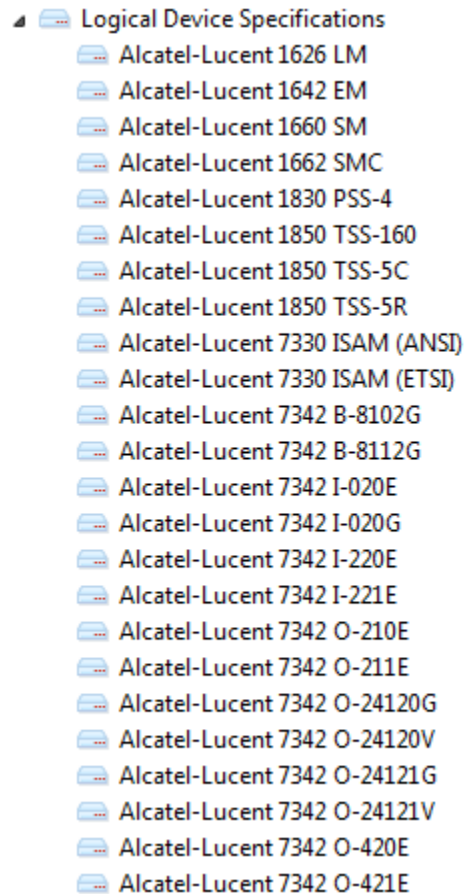 Logical Device Specifications
Alcatel-Lucent 1626 LM
Alcatel-Lucent 1642 EM
Alcatel-Lucent 1660 SM
Alcatel-Lucent 1662 SMC
Alcatel-Lucent 1830 PSS-4
Alcatel-Lucent 1850 TSS-160
Alcatel-Lucent 1850 TSS-5C
Alcatel-Lucent 1850 TSS-5R
Alcatel-Lucent 7330 ISAM (ANSI)
Alcatel-Lucent 7330 ISAM (ETSI)
Alcatel-Lucent 7342 B-8102G
Alcatel-Lucent 7342 B-8112G
Alcatel-Lucent 7342 I-020E
Alcatel-Lucent 7342 I-020G
Alcatel-Lucent 7342 I-220E
Alcatel-Lucent 7342 I-221E
Alcatel-Lucent 7342 O-210E
Alcatel-Lucent 7342 O-211E
Alcatel-Lucent 7342 O-24120G
Alcatel-Lucent 7342 O-24120V
Alcatel-Lucent 7342 O-24121G
Alcatel-Lucent 7342 O-24121V
Alcatel-Lucent 7342 O-420E
Alcatel-Lucent 7342 O-421E